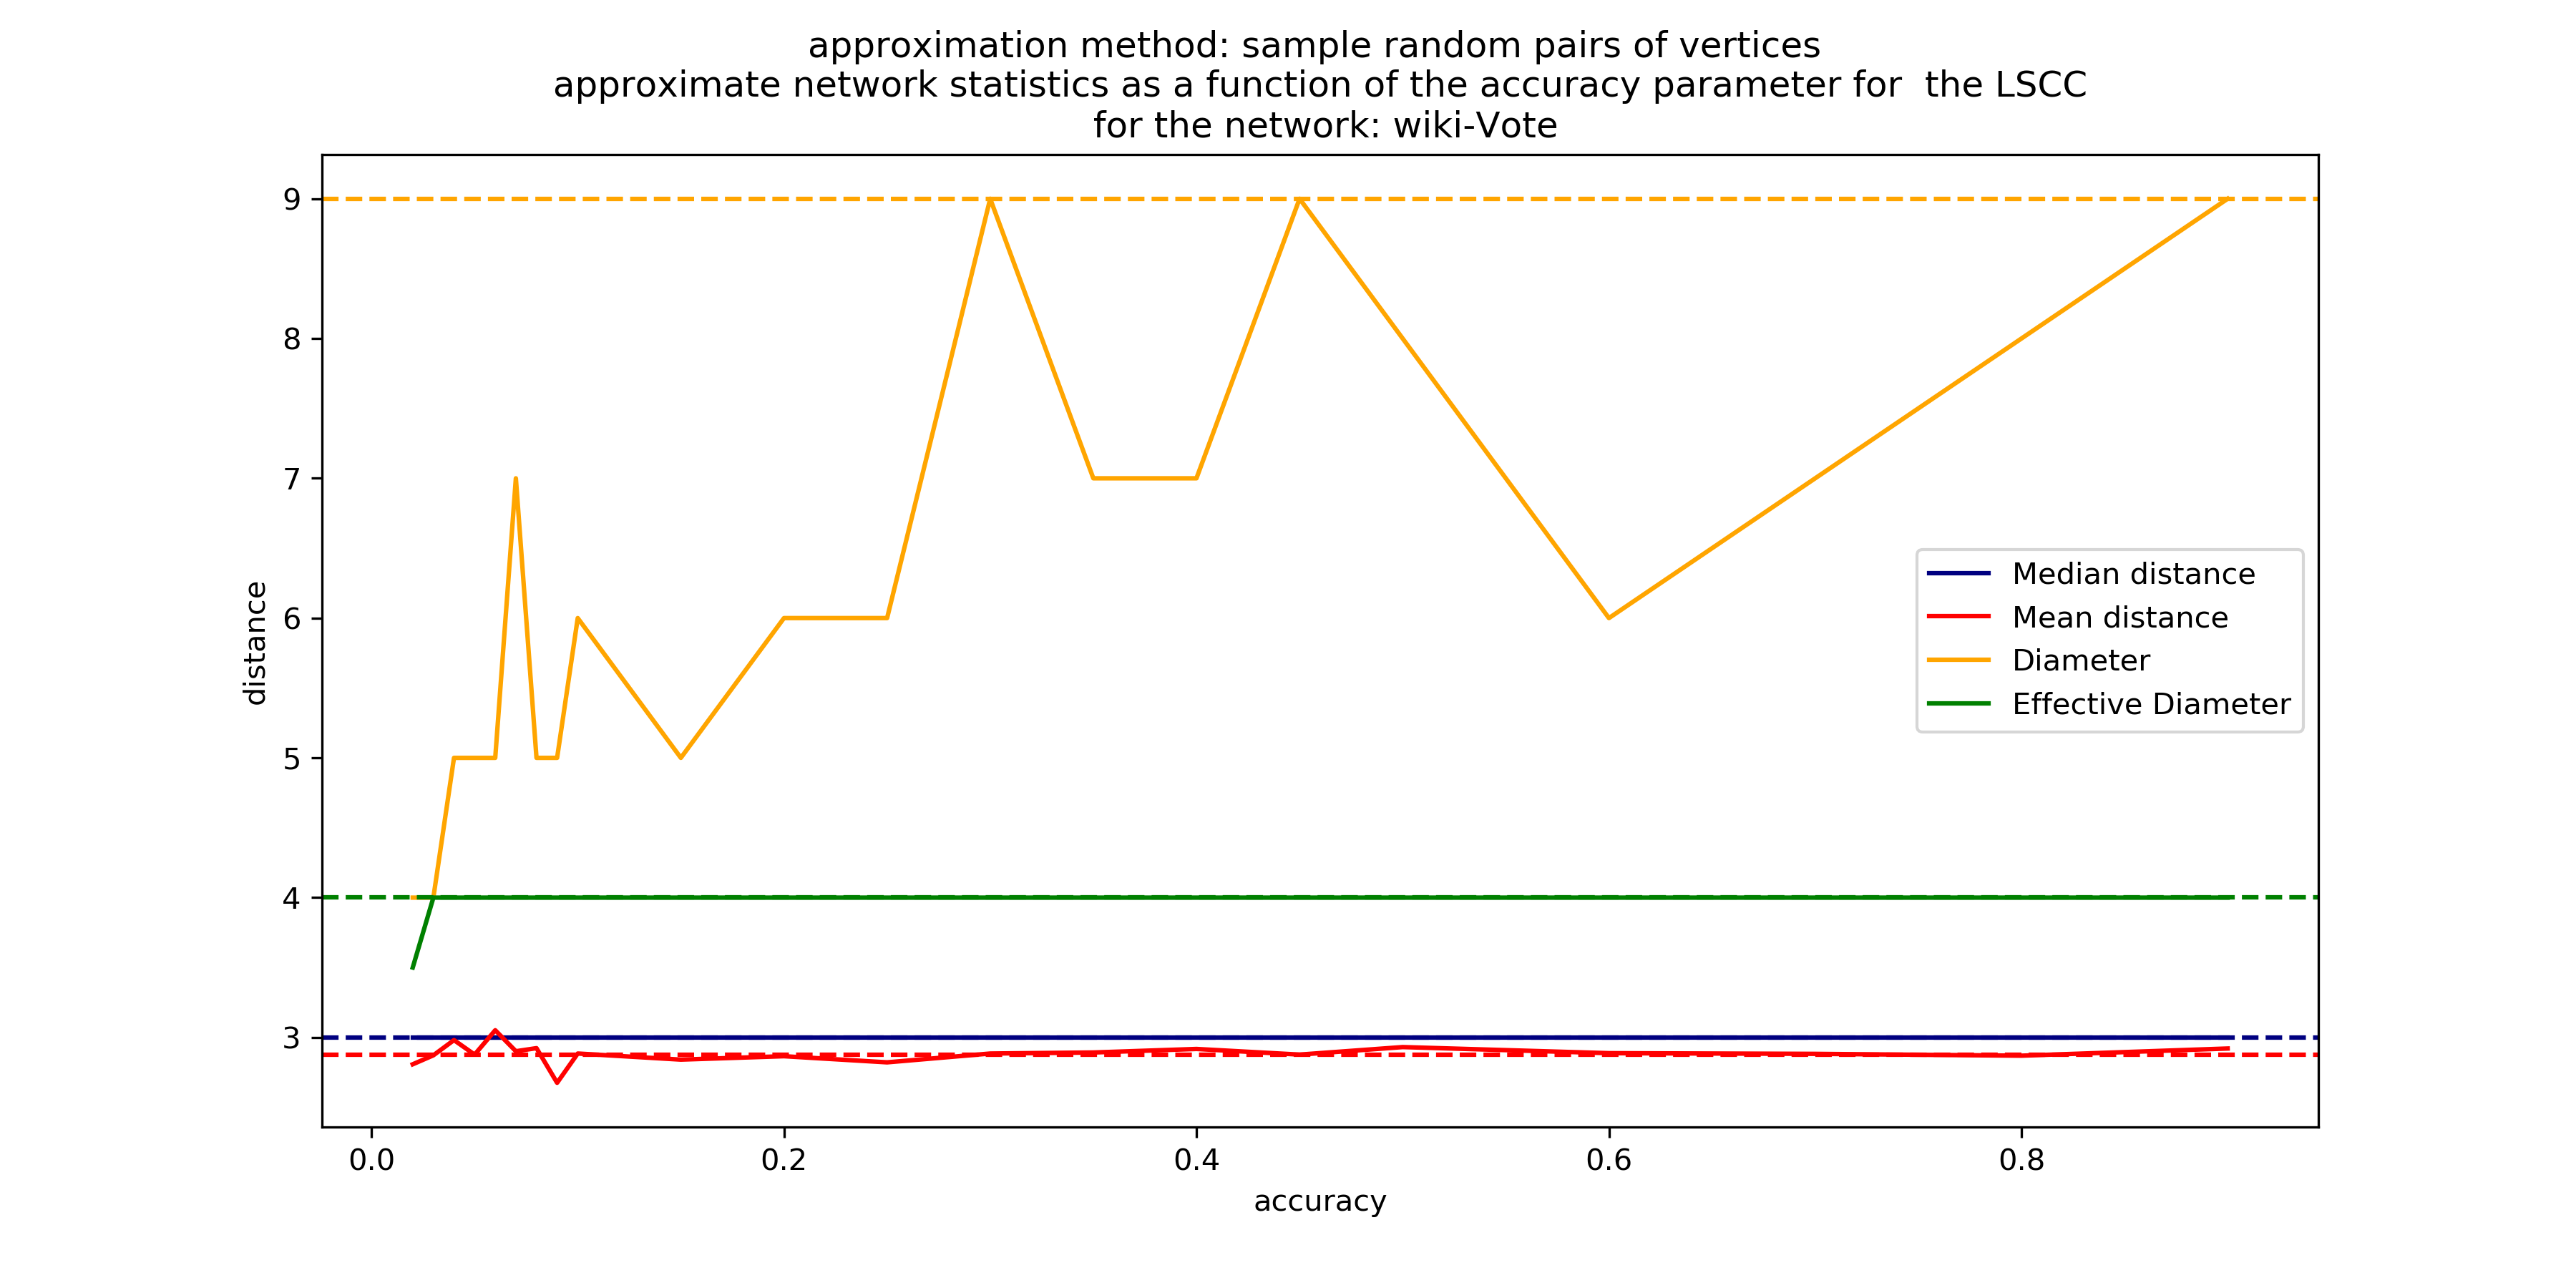 approximation method: sample random pairs of vertices
approximate network statistics as a function of the accuracy parameter for  the LSCC
for the network: wiki-Vote
9
8
7
6
5
4
3
distance
Median distance
Mean distance
Diameter
Effective Diameter
0.0
0.2
0.4
0.6
0.8
accuracy